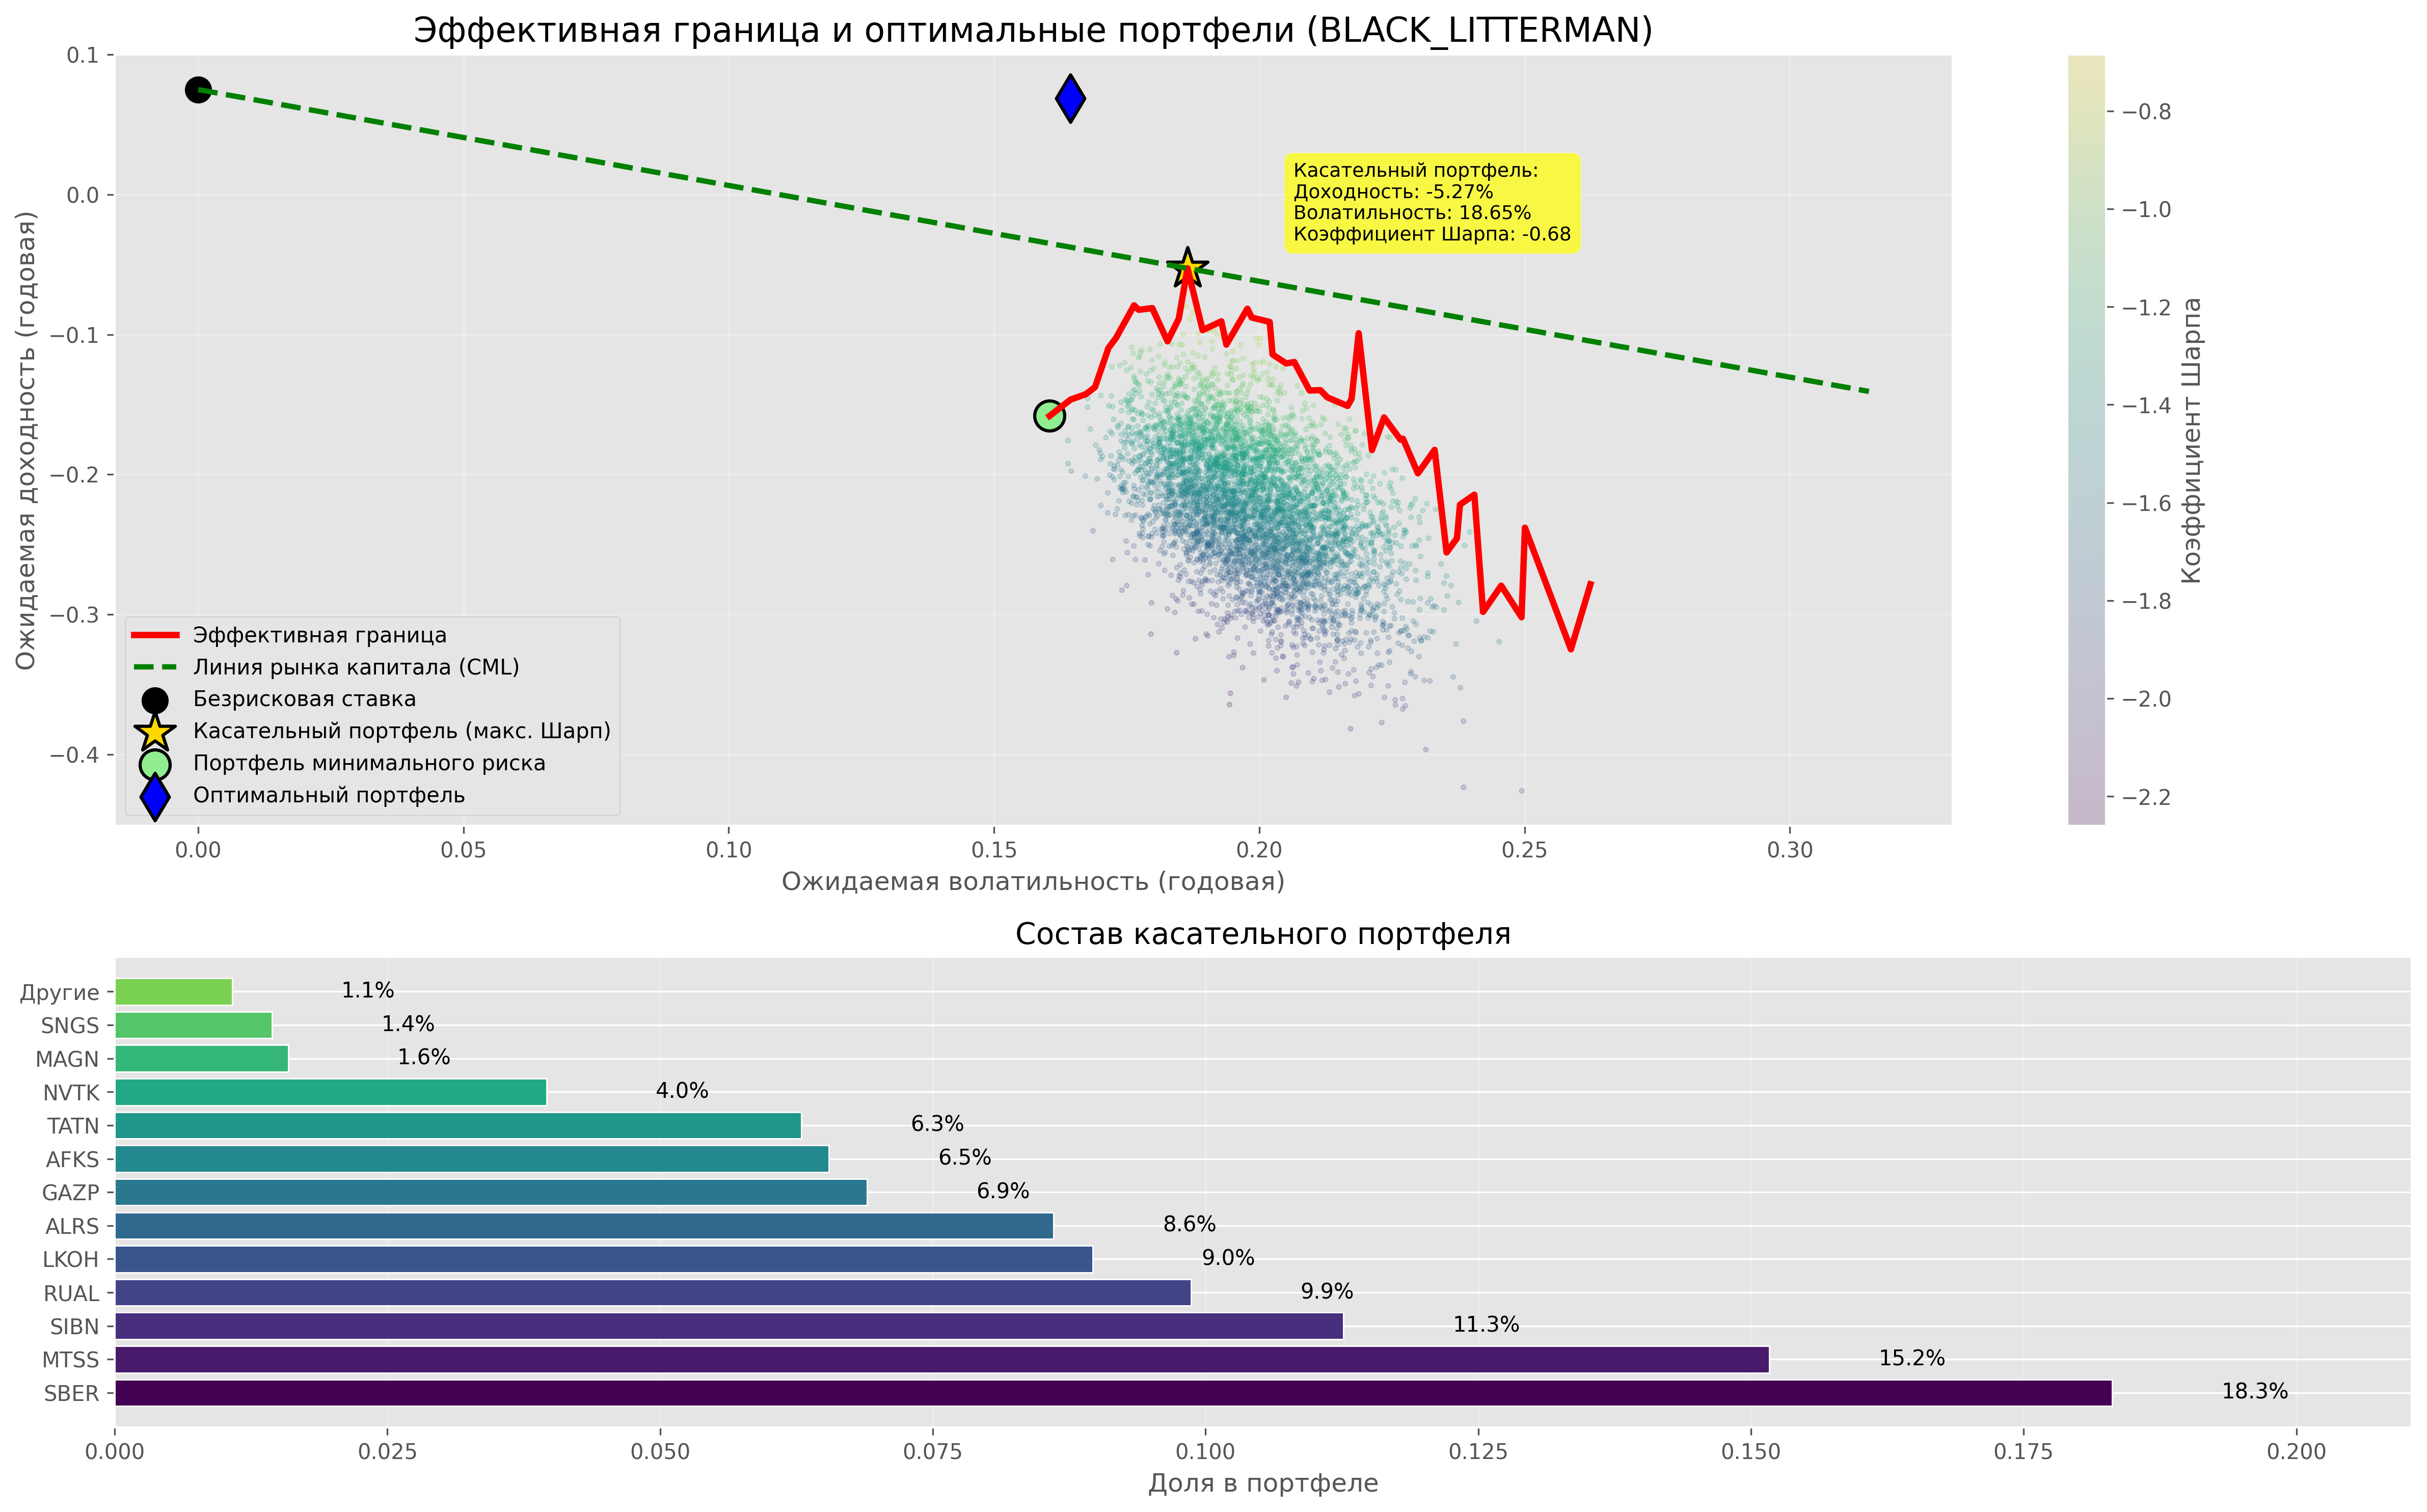 Эффективная граница и оптимальные портфели (BLACK_LITTERMAN)
Ожидаемая доходность (годовая)
0.1
0.0
−0.1
−0.2
−0.3
−0.4
Касательный портфель:
Доходность: -5.27%
Волатильность: 18.65%
Коэффициент Шарпа: -0.68
Эффективная граница
Линия рынка капитала (CML)
Безрисковая ставка
Касательный портфель (макс. Шарп)
Портфель минимального риска
Оптимальный портфель
0.00
0.05
0.10
0.15
0.20
0.25
0.30
Ожидаемая волатильность (годовая)
−0.8
−1.0
−1.2
−1.4
−1.6
−1.8
−2.0
−2.2
Коэффициент Шарпа
Состав касательного портфеля
Другие 1.1%
SNGS 1.4%
MAGN 1.6%
NVTK 4.0%
TATN 6.3%
AFKS 6.5%
GAZP 6.9%
ALRS 8.6%
LKOH 9.0%
RUAL 9.9%
SIBN 11.3%
MTSS 15.2%
SBER 18.3%
0.000
0.025
0.050
0.075
0.100
0.125
0.150
0.175
0.200
Доля в портфеле